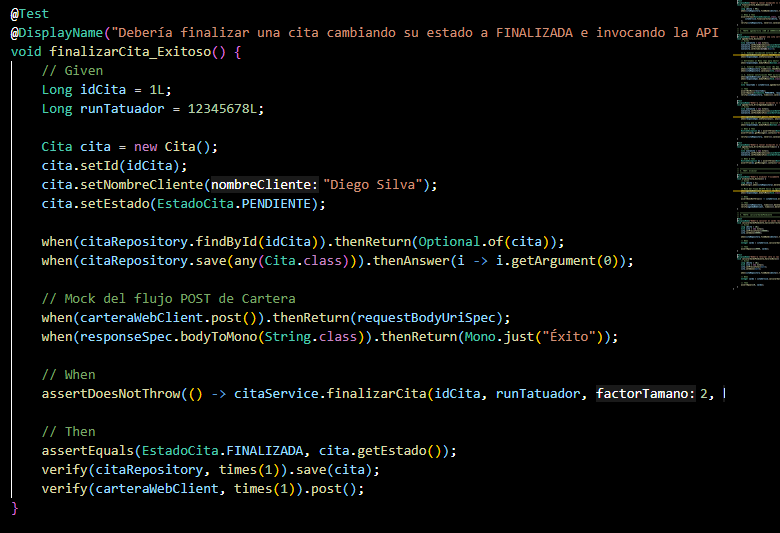 @Test
@DisplayName("Debería finalizar una cita cambiando su estado a FINALIZADA e invocando la API
void finalizarCita_Exitoso() {
// Given
Long idCita = 1L;
Long runTatuador = 12345678L;
Cita cita = new Cita();
cita.setId(idCita);
cita.setNombreCliente(nombreCliente: "Diego Silva");
cita.setEstado(EstadoCita.PENDIENTE);
when(citaRepository.findById(idCita)).thenReturn(Optional.of(cita));
when(citaRepository.save(any(Cita.class))).thenAnswer(i -> i.getArgument(0));
// Mock del flujo POST de Cartera
when(carteraWebClient.post()).thenReturn(requestBodyUriSpec);
when(responseSpec.bodyToMono(String.class)).thenReturn(Mono.just("Éxito"));
// When
assertDoesNotThrow(() -> citaService.finalizarCita(idCita, runTatuador, factorTamano: 2,
// Then
assertEquals(EstadoCita.FINALIZADA, cita.getEstado());
verify(citaRepository, times(1)).save(cita);
verify(carteraWebClient, times(1)).post();
}